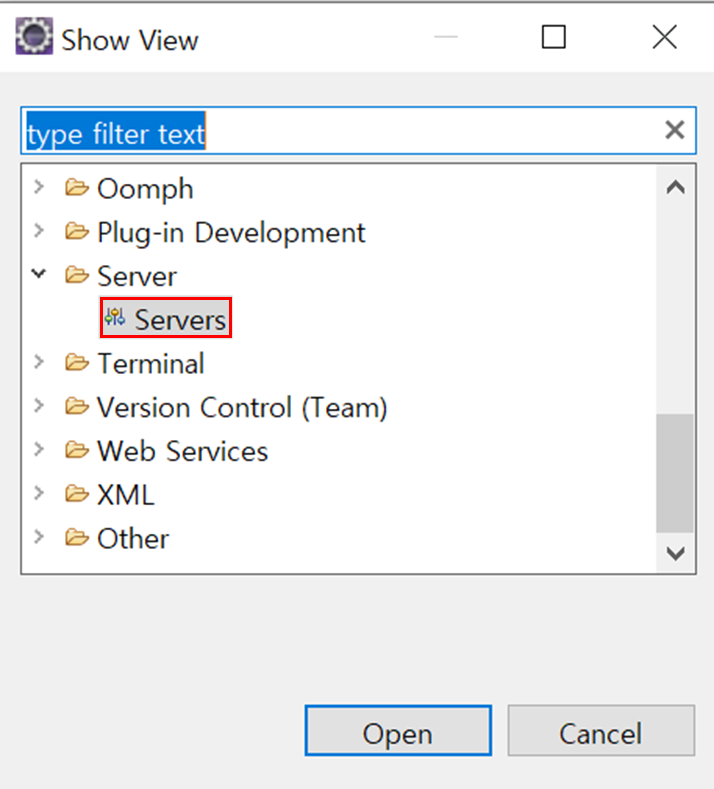 Show View
type filter text
Oomph
Plug-in Development
Server
Servers
Terminal
Version Control (Team)
Web Services
XML
Other
Open
Cancel